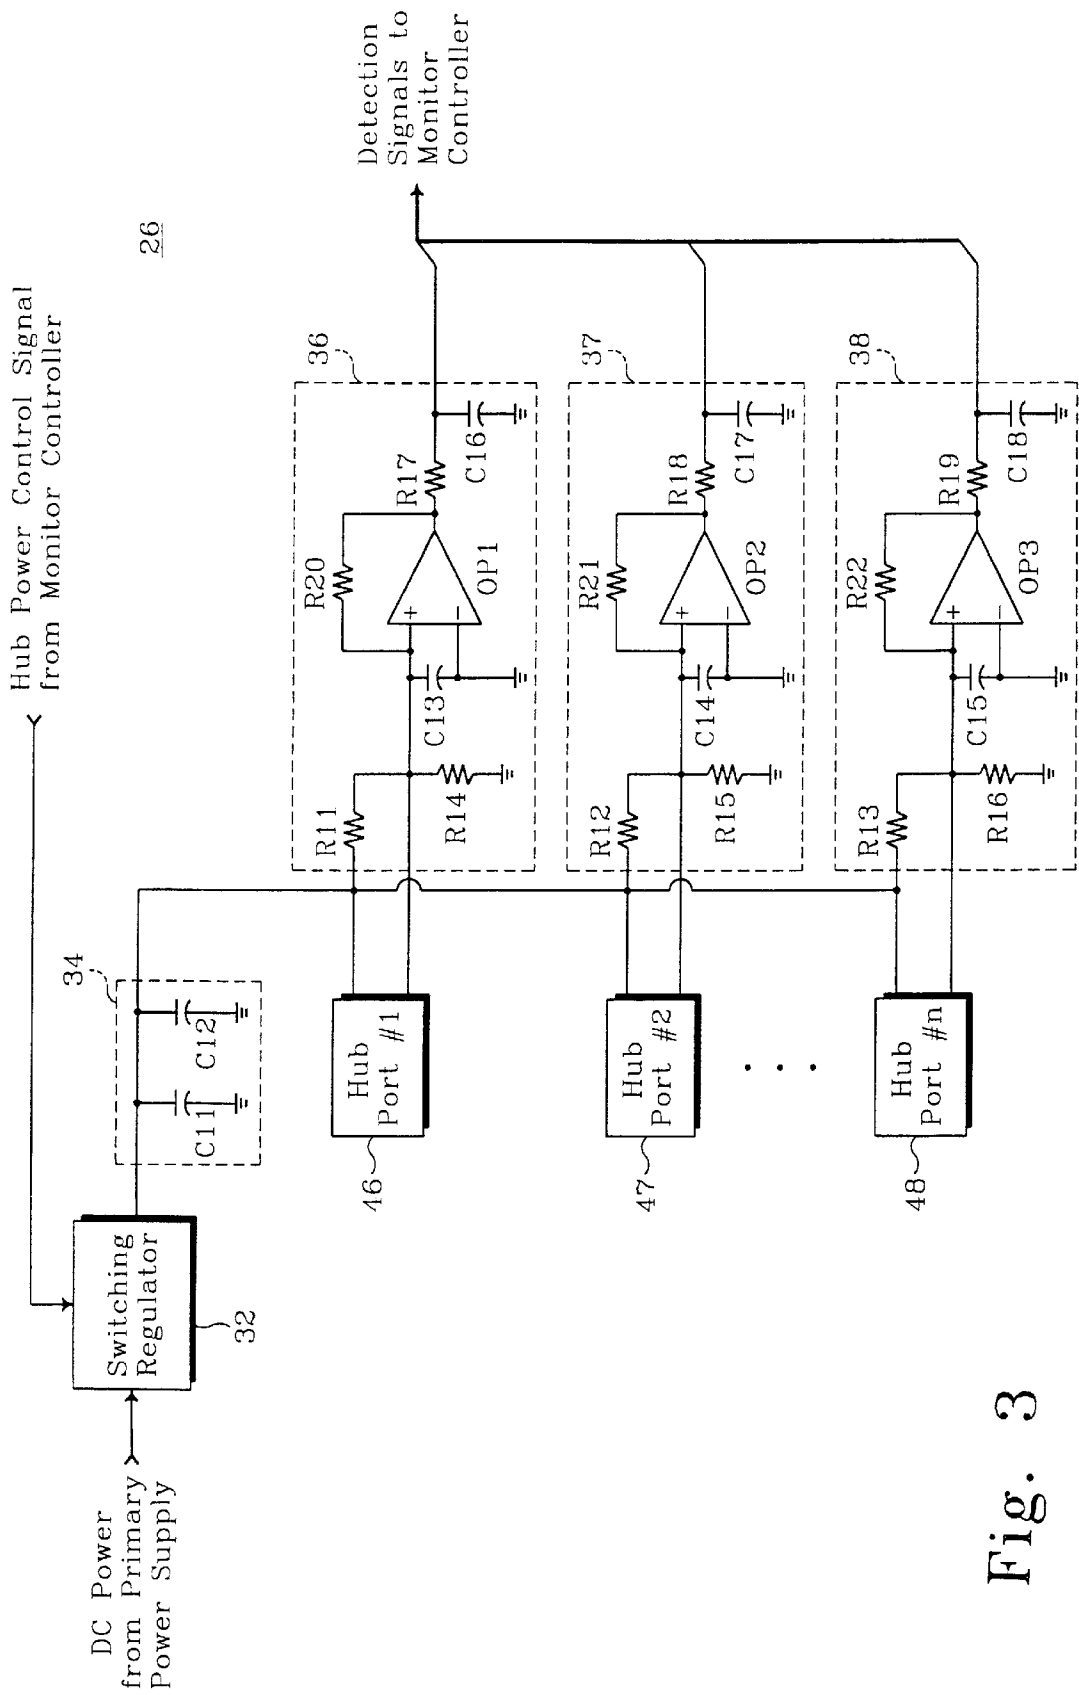 Hub Power Control Signal
from Monitor Controller
26
Detection
Signals to
Monitor
Controller
DC Power
from Primary
Power Supply
Switching
Regulator
32
34
C11
C12
46
Hub
Port #1
R11
R14
C13
R20
OP1
R17
C16
36
47
Hub
Port #2
R12
R15
C14
R21
OP2
R18
C17
37
. . .
48
Hub
Port #n
R13
R16
C15
R22
OP3
R19
C18
38
+
−
+
−
+
−
Fig. 3